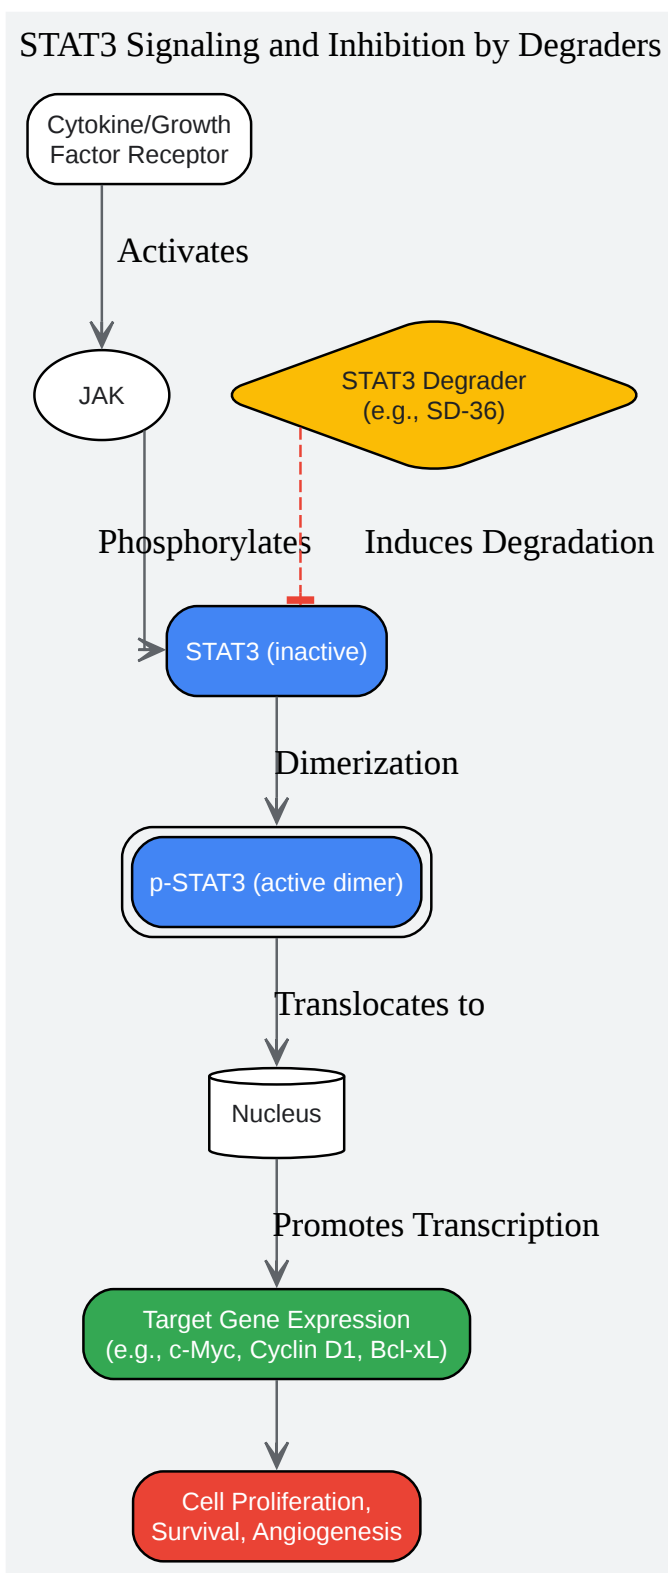 STAT3 Signaling and Inhibition by Degraders
Cytokine/Growth
Factor Receptor
Activates
JAK
STAT3 Degrader
(e.g., SD-36)
Phosphorylates
Induces Degradation
STAT3 (inactive)
Dimerization
p-STAT3 (active dimer)
Translocates to
Nucleus
Promotes Transcription
Target Gene Expression
(e.g., c-Myc, Cyclin D1, Bcl-xL)
Cell Proliferation,
Survival, Angiogenesis